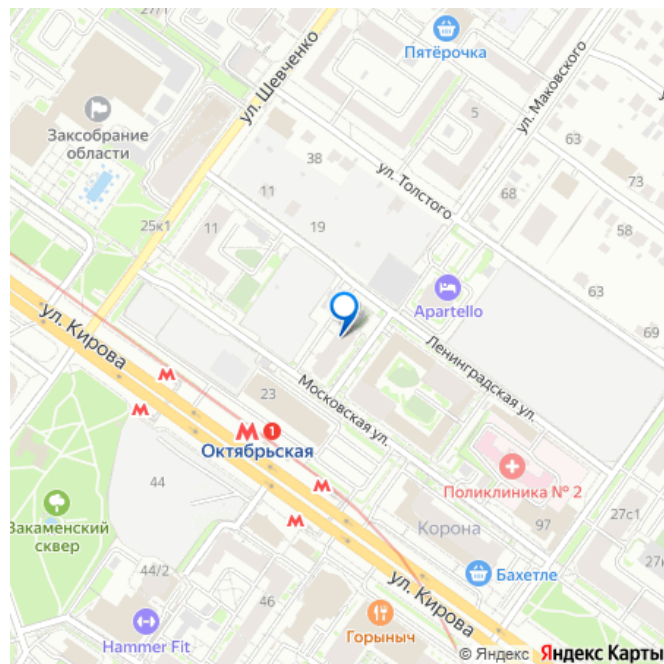 27/1
Пятёрочка
ул. Шевченко
ул. Маковского
5
Заксобрание
области
63
38
73
ул. Толстого
11
68
25к1
11
19
58
Apartello
63
69
ул. Кирова
Ленинградская ул.
Московская ул.
23
1
Октябрьская
44
Поликлиника № 2
27с1
Закаменский
сквер
Корона
97
44/2
Бахетле
46
ул. Кирова
Hammer Fit
Горыныч
© Яндекс Яндекс Карты